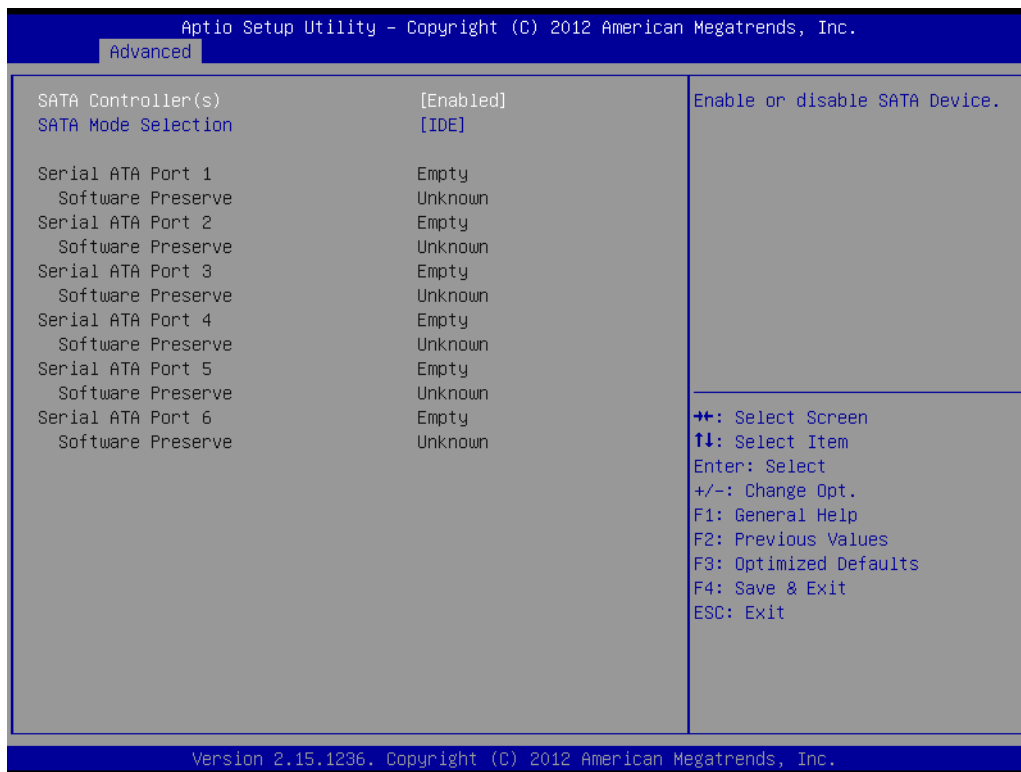 Aptio Setup Utility – Copyright (C) 2012 American Megatrends, Inc.
Advanced
SATA Controller(s) [Enabled]
SATA Mode Selection [IDE]
Serial ATA Port 1 Empty
Software Preserve Unknown
Serial ATA Port 2 Empty
Software Preserve Unknown
Serial ATA Port 3 Empty
Software Preserve Unknown
Serial ATA Port 4 Empty
Software Preserve Unknown
Serial ATA Port 5 Empty
Software Preserve Unknown
Serial ATA Port 6 Empty
Software Preserve Unknown
Enable or disable SATA Device.
→←: Select Screen
↑↓: Select Item
Enter: Select
+/-: Change Opt.
F1: General Help
F2: Previous Values
F3: Optimized Defaults
F4: Save & Exit
ESC: Exit
Version 2.15.1236. Copyright (C) 2012 American Megatrends, Inc.